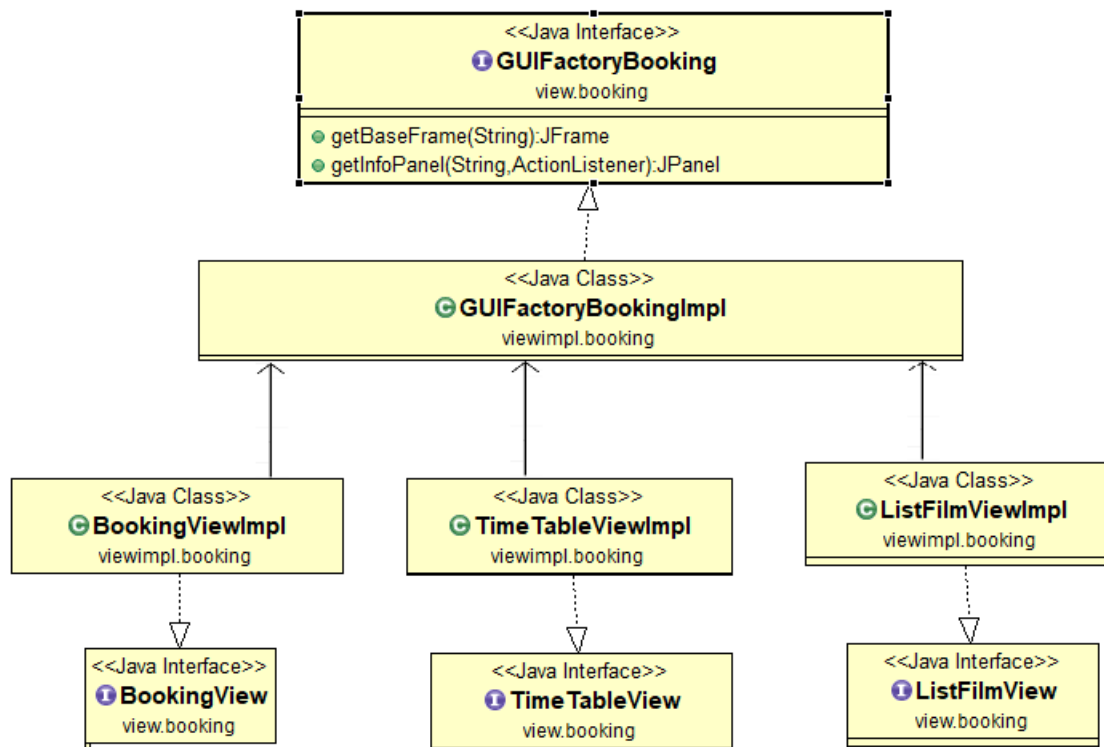 <<Java Interface>>
GUIFactoryBooking
view.booking
getBaseFrame(String):JFrame
getInfoPanel(String,ActionListener):JPanel
<<Java Class>>
GUIFactoryBookingImpl
viewimpl.booking
<<Java Class>>
BookingViewImpl
viewimpl.booking
<<Java Class>>
TimeTableViewImpl
viewimpl.booking
<<Java Class>>
ListFilmViewImpl
viewimpl.booking
<<Java Interface>>
BookingView
view.booking
<<Java Interface>>
TimeTableView
view.booking
<<Java Interface>>
ListFilmView
view.booking